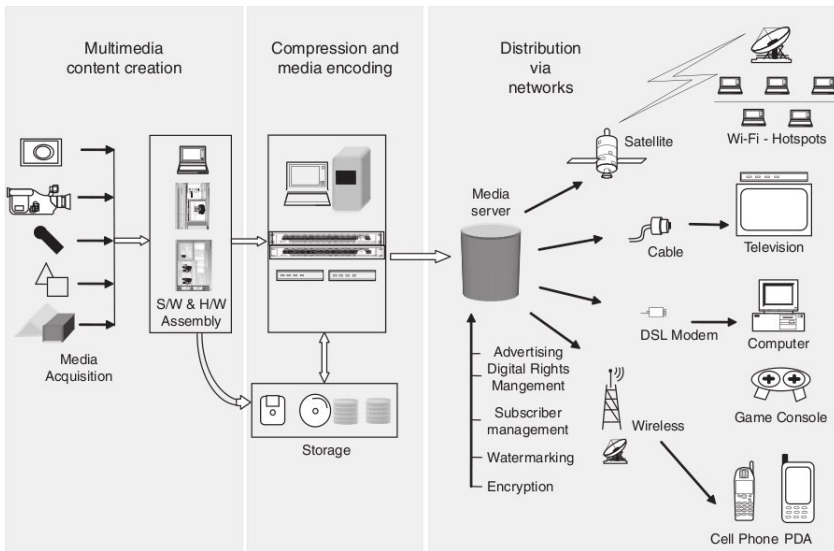 Multimedia
content creation
Compression and
media encoding
Distribution
via
networks
S/W & H/W
Assembly
Media
Acquisition
Storage
Media
server
Satellite
Wi-Fi - Hotspots
Cable
Television
DSL Modem
Computer
Game Console
Wireless
Cell Phone PDA
Advertising
Digital Rights
Mangement
Subscriber
management
Watermarking
Encryption